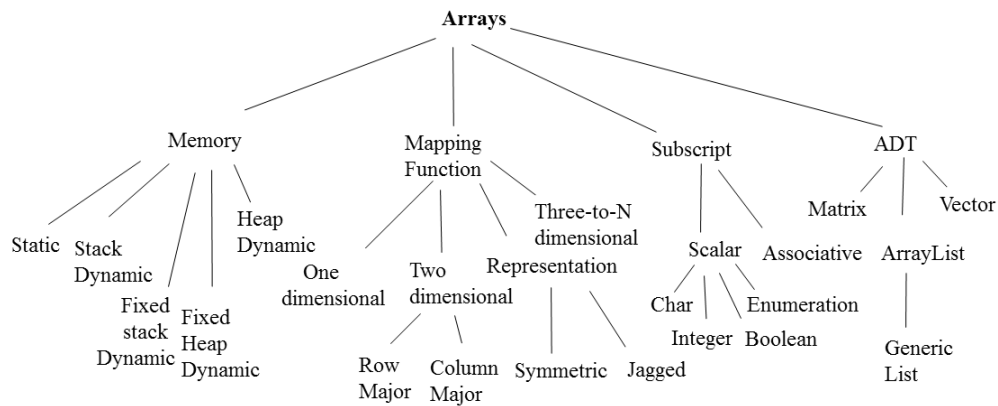 Arrays
Memory
Mapping
Function
Subscript
ADT
Static
Stack
Dynamic
Fixed
stack
Dynamic
Fixed
Heap
Dynamic
Heap
Dynamic
One
dimensional
Two
dimensional
Row
Major
Column
Major
Representation
Symmetric
Jagged
Three-to-N
dimensional
Scalar
Char
Integer
Boolean
Enumeration
Associative
Matrix
ArrayList
Generic
List
Vector